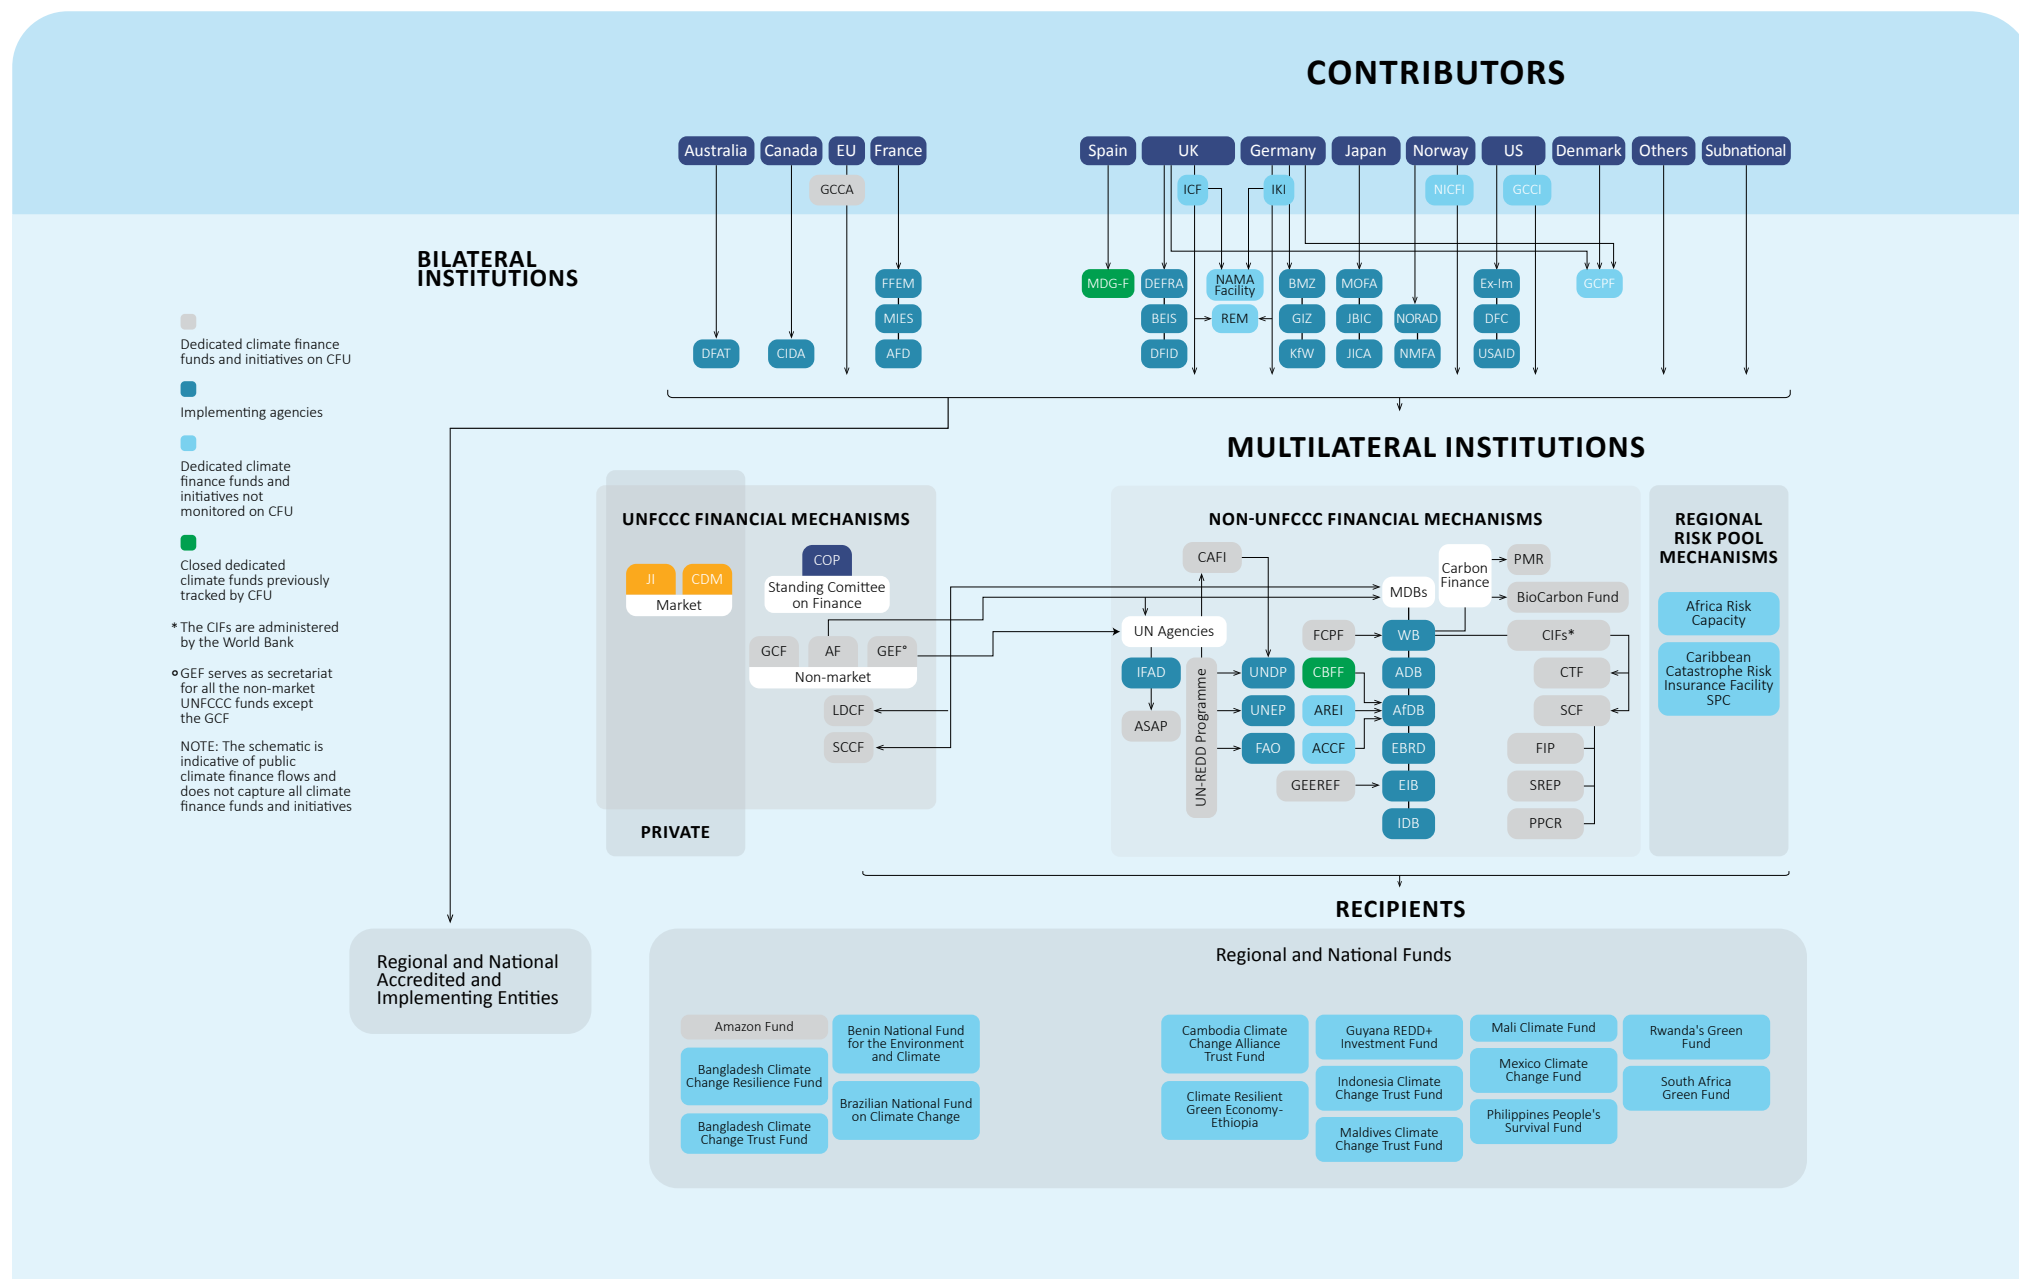 CONTRIBUTORS
Australia
Canada
EU
France
Spain
UK
Germany
Japan
Norway
US
Denmark
Others
Subnational
GCCA
ICF
IKI
NICFI
GCCI
BILATERAL
INSTITUTIONS
FFEM
MIES
AFD
DFAT
CIDA
MDG-F
DEFRA
BEIS
DFID
NAMA
Facility
REM
BMZ
GIZ
KfW
MOFA
JBIC
JICA
NORAD
NMFA
Ex-Im
DFC
USAID
GCPF
Dedicated climate finance
funds and initiatives on CFU
Implementing agencies
Dedicated climate
finance funds and
initiatives not
monitored on CFU
Closed dedicated
climate funds previously
tracked by CFU
* The CIFs are administered
by the World Bank
° GEF serves as secretariat
for all the non-market
UNFCCC funds except
the GCF
NOTE: The schematic is
indicative of public
climate finance flows and
does not capture all climate
finance funds and initiatives
MULTILATERAL INSTITUTIONS
UNFCCC FINANCIAL MECHANISMS
JI
CDM
Market
COP
Standing Comittee
on Finance
GCF
AF
GEF°
Non-market
LDCF
SCCF
PRIVATE
NON-UNFCCC FINANCIAL MECHANISMS
CAFI
UN Agencies
IFAD
ASAP
UN-REDD Programme
UNDP
UNEP
FAO
FCPF
CBFF
AREI
ACCF
GEEREF
MDBs
WB
ADB
AfDB
EBRD
EIB
IDB
Carbon
Finance
PMR
BioCarbon Fund
CIFs*
CTF
SCF
FIP
SREP
PPCR
REGIONAL
RISK POOL
MECHANISMS
Africa Risk
Capacity
Caribbean
Catastrophe Risk
Insurance Facility
SPC
RECIPIENTS
Regional and National
Accredited and
Implementing Entities
Regional and National Funds
Amazon Fund
Bangladesh Climate
Change Resilience Fund
Bangladesh Climate
Change Trust Fund
Benin National Fund
for the Environment
and Climate
Brazilian National Fund
on Climate Change
Cambodia Climate
Change Alliance
Trust Fund
Climate Resilient
Green Economy-
Ethiopia
Guyana REDD+
Investment Fund
Indonesia Climate
Change Trust Fund
Maldives Climate
Change Trust Fund
Mali Climate Fund
Mexico Climate
Change Fund
Philippines People's
Survival Fund
Rwanda's Green
Fund
South Africa
Green Fund